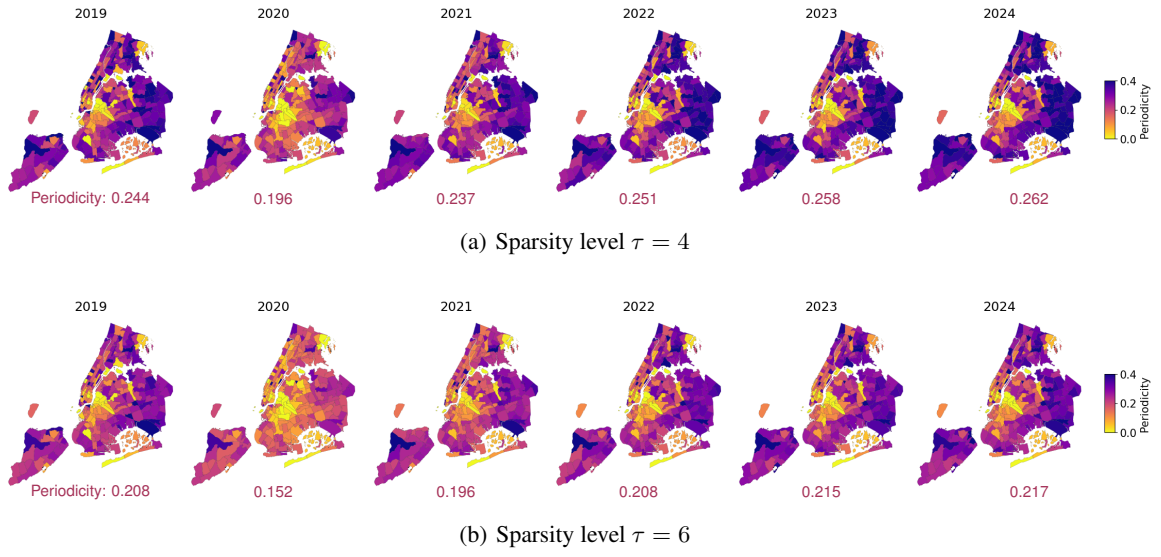 2019 2020 2021 2022 2023 2024
0.4
0.2
0.0
Periodicity
Periodicity: 0.244 0.196 0.237 0.251 0.258 0.262
(a) Sparsity level τ = 4
2019 2020 2021 2022 2023 2024
0.4
0.2
0.0
Periodicity
Periodicity: 0.208 0.152 0.196 0.208 0.215 0.217
(b) Sparsity level τ = 6